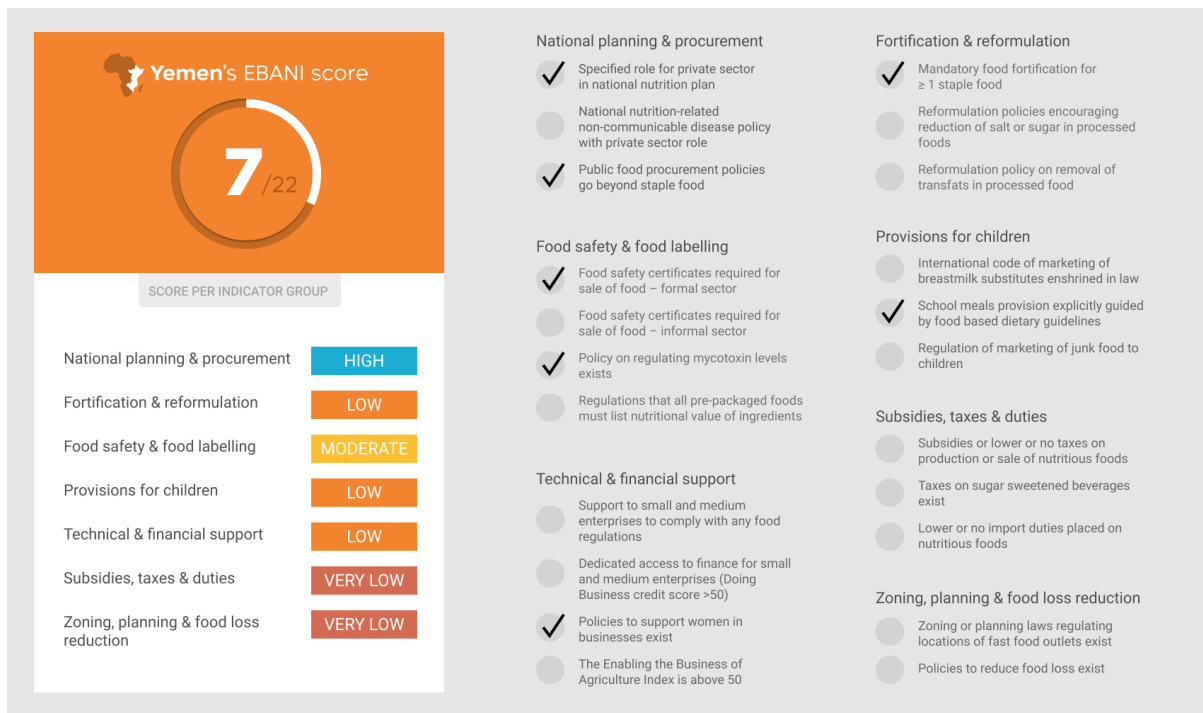 Yemen's EBANI score
7 /22
SCORE PER INDICATOR GROUP
National planning & procurement HIGH
Fortification & reformulation LOW
Food safety & food labelling MODERATE
Provisions for children LOW
Technical & financial support LOW
Subsidies, taxes & duties VERY LOW
Zoning, planning & food loss
reduction
VERY LOW
National planning & procurement
Specified role for private sector
in national nutrition plan
National nutrition-related
non-communicable disease policy
with private sector role
Public food procurement policies
go beyond staple food
Food safety & food labelling
Food safety certificates required for
sale of food – formal sector
Food safety certificates required for
sale of food – informal sector
Policy on regulating mycotoxin levels
exists
Regulations that all pre-packaged foods
must list nutritional value of ingredients
Technical & financial support
Support to small and medium
enterprises to comply with any food
regulations
Dedicated access to finance for small
and medium enterprises (Doing
Business credit score >50)
Policies to support women in
businesses exist
The Enabling the Business of
Agriculture Index is above 50
Fortification & reformulation
Mandatory food fortification for
≥ 1 staple food
Reformulation policies encouraging
reduction of salt or sugar in processed
foods
Reformulation policy on removal of
transfats in processed food
Provisions for children
International code of marketing of
breastmilk substitutes enshrined in law
School meals provision explicitly guided
by food based dietary guidelines
Regulation of marketing of junk food to
children
Subsidies, taxes & duties
Subsidies or lower or no taxes on
production or sale of nutritious foods
Taxes on sugar sweetened beverages
exist
Lower or no import duties placed on
nutritious foods
Zoning, planning & food loss reduction
Zoning or planning laws regulating
locations of fast food outlets exist
Policies to reduce food loss exist